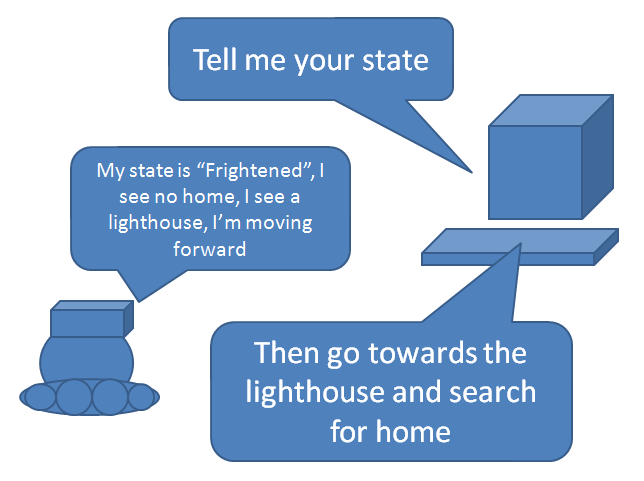 Tell me your state
My state is “Frightened”, I
see no home, I see a
lighthouse, I’m moving
forward
Then go towards the
lighthouse and search
for home